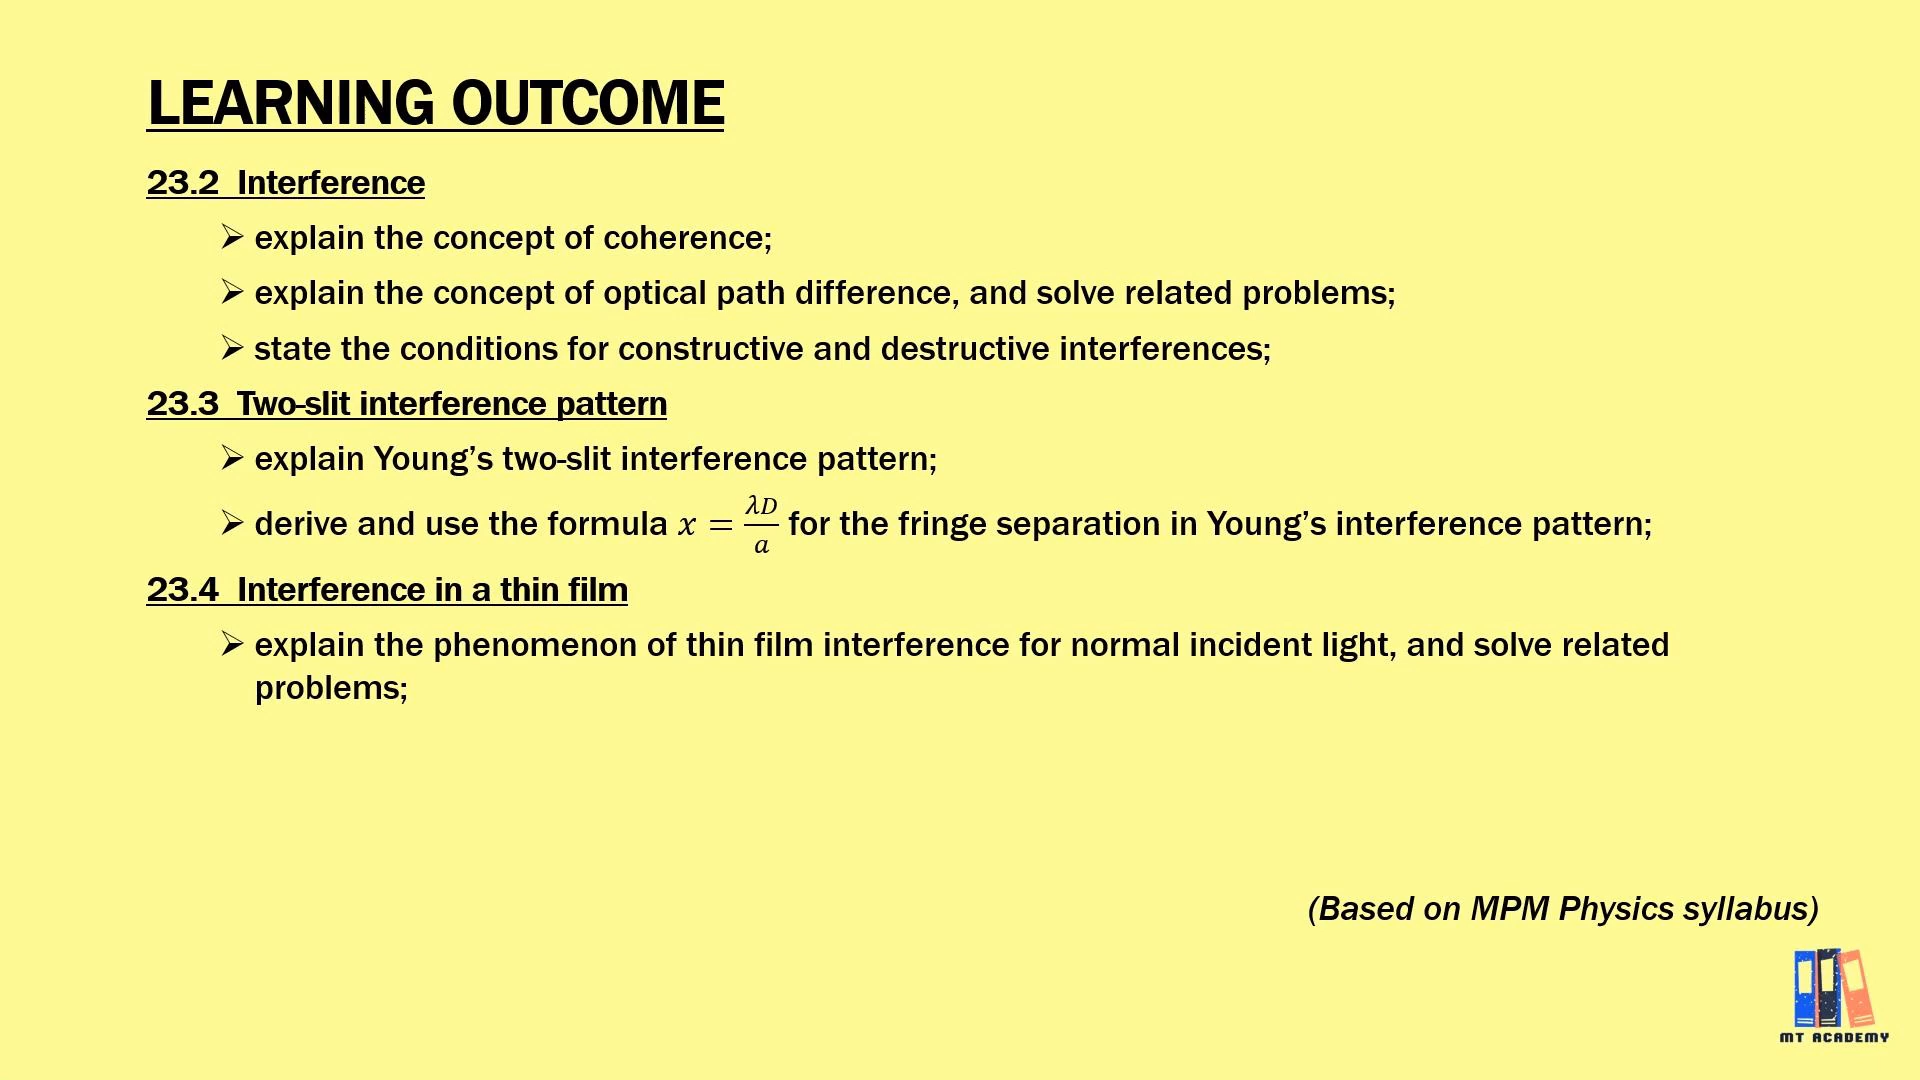 LEARNING OUTCOME
23.2 Interference
➢ explain the concept of coherence;
➢ explain the concept of optical path difference, and solve related problems;
➢ state the conditions for constructive and destructive interferences;
23.3 Two-slit interference pattern
➢ explain Young’s two-slit interference pattern;
➢ derive and use the formula x = λD/a for the fringe separation in Young’s interference pattern;
23.4 Interference in a thin film
➢ explain the phenomenon of thin film interference for normal incident light, and solve related
problems;
(Based on MPM Physics syllabus)
MT ACADEMY